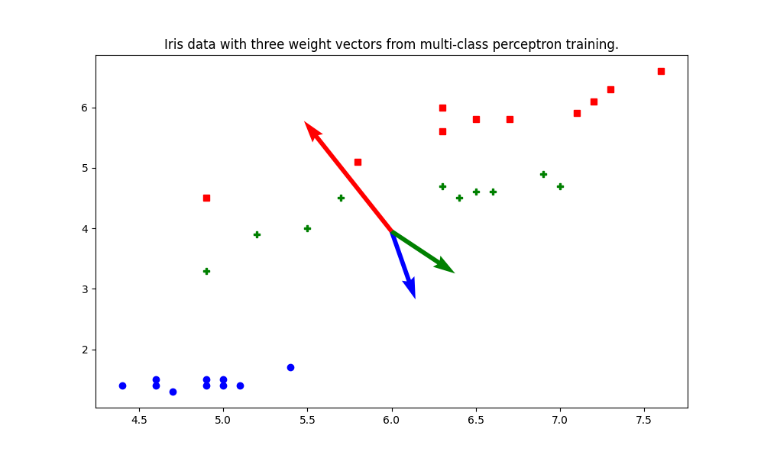 Iris data with three weight vectors from multi-class perceptron training.
6
5
4
3
2
4.5 5.0 5.5 6.0 6.5 7.0 7.5